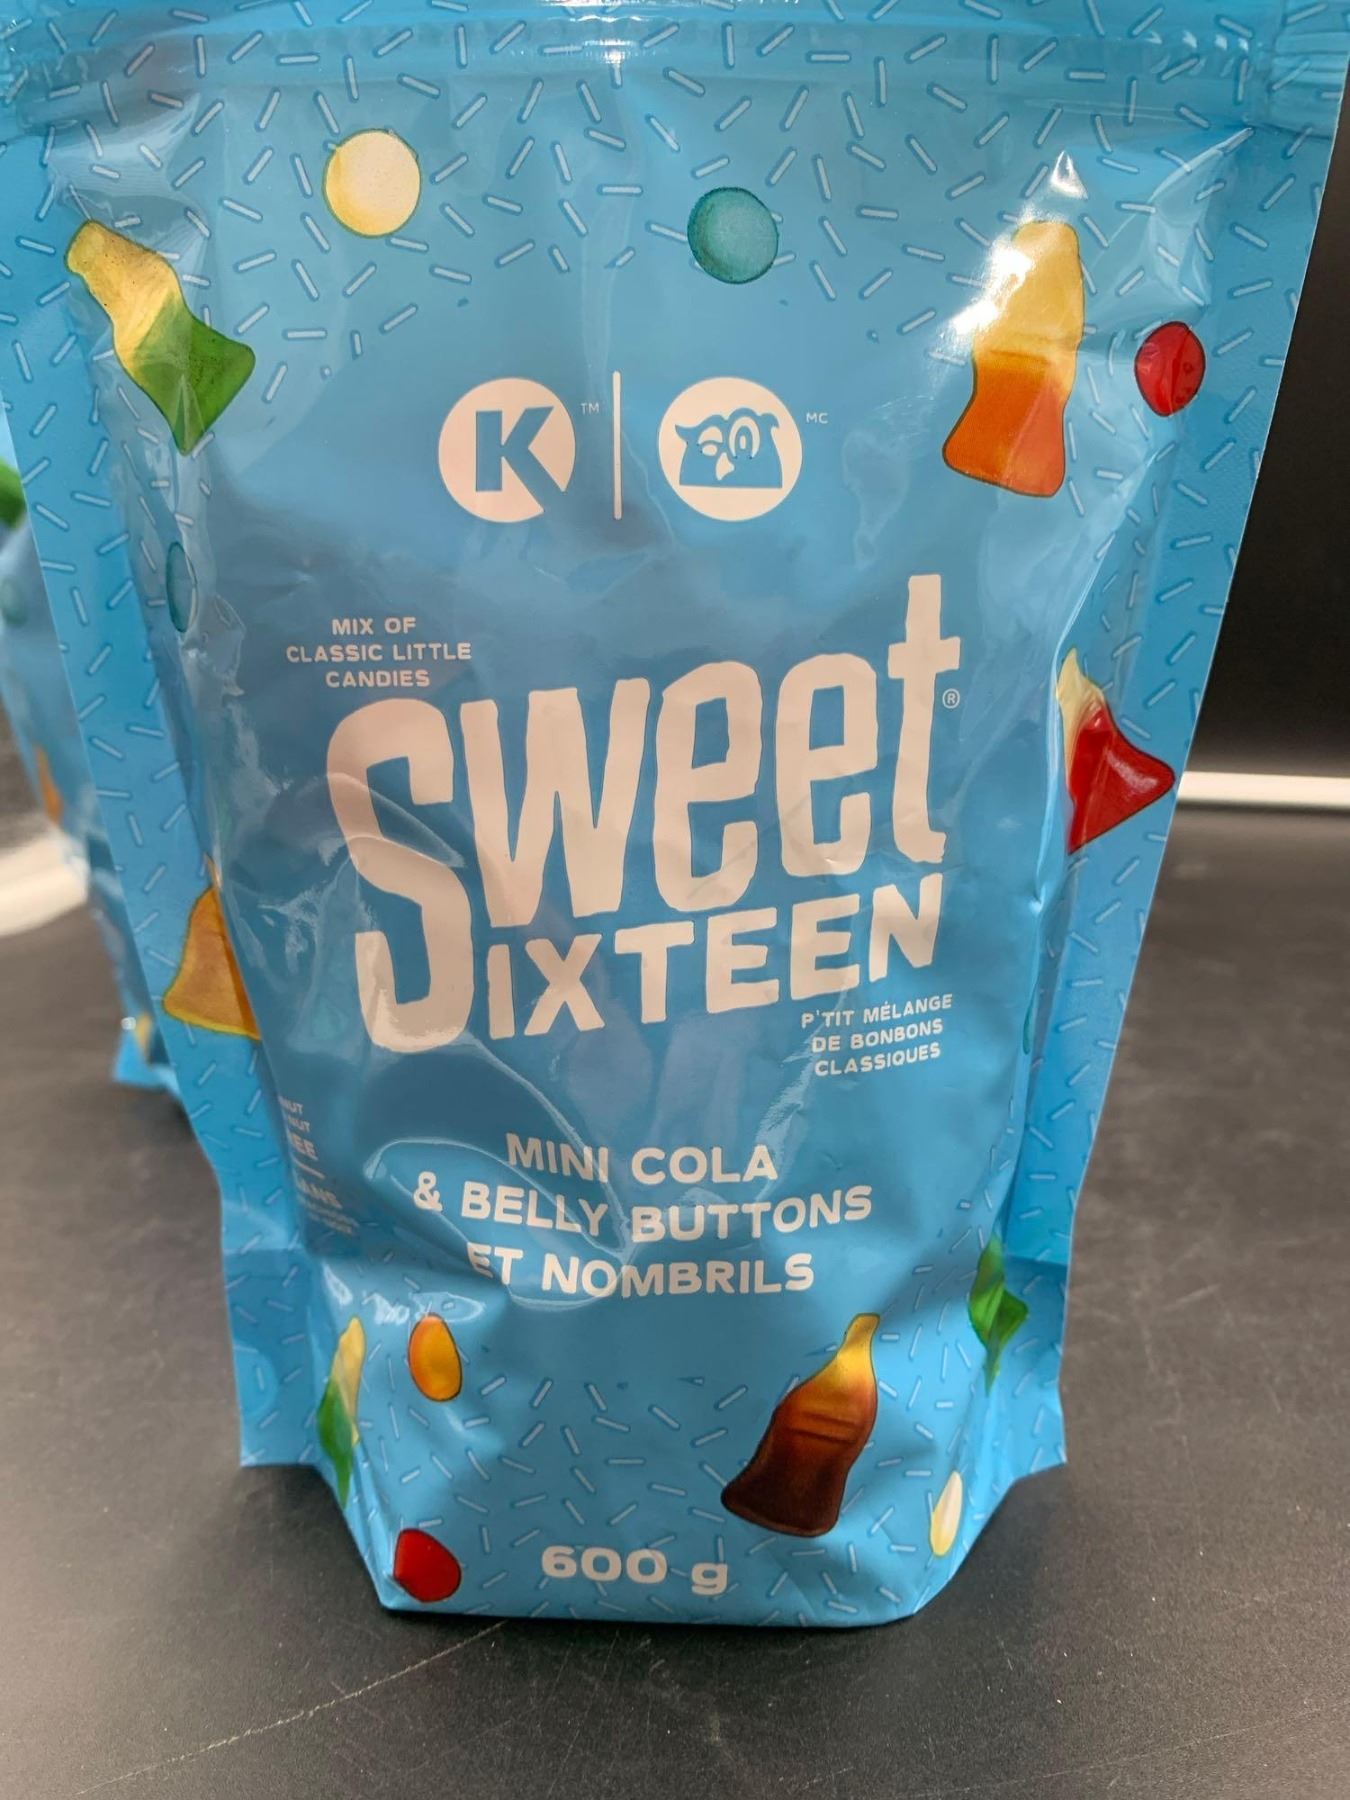 K TM
MC
MIX OF
CLASSIC LITTLE
CANDIES
Sweet®
SIXTEEN
P'TIT MÉLANGE
DE BONBONS
CLASSIQUES
MINI COLA
& BELLY BUTTONS
ET NOMBRILS
600 g